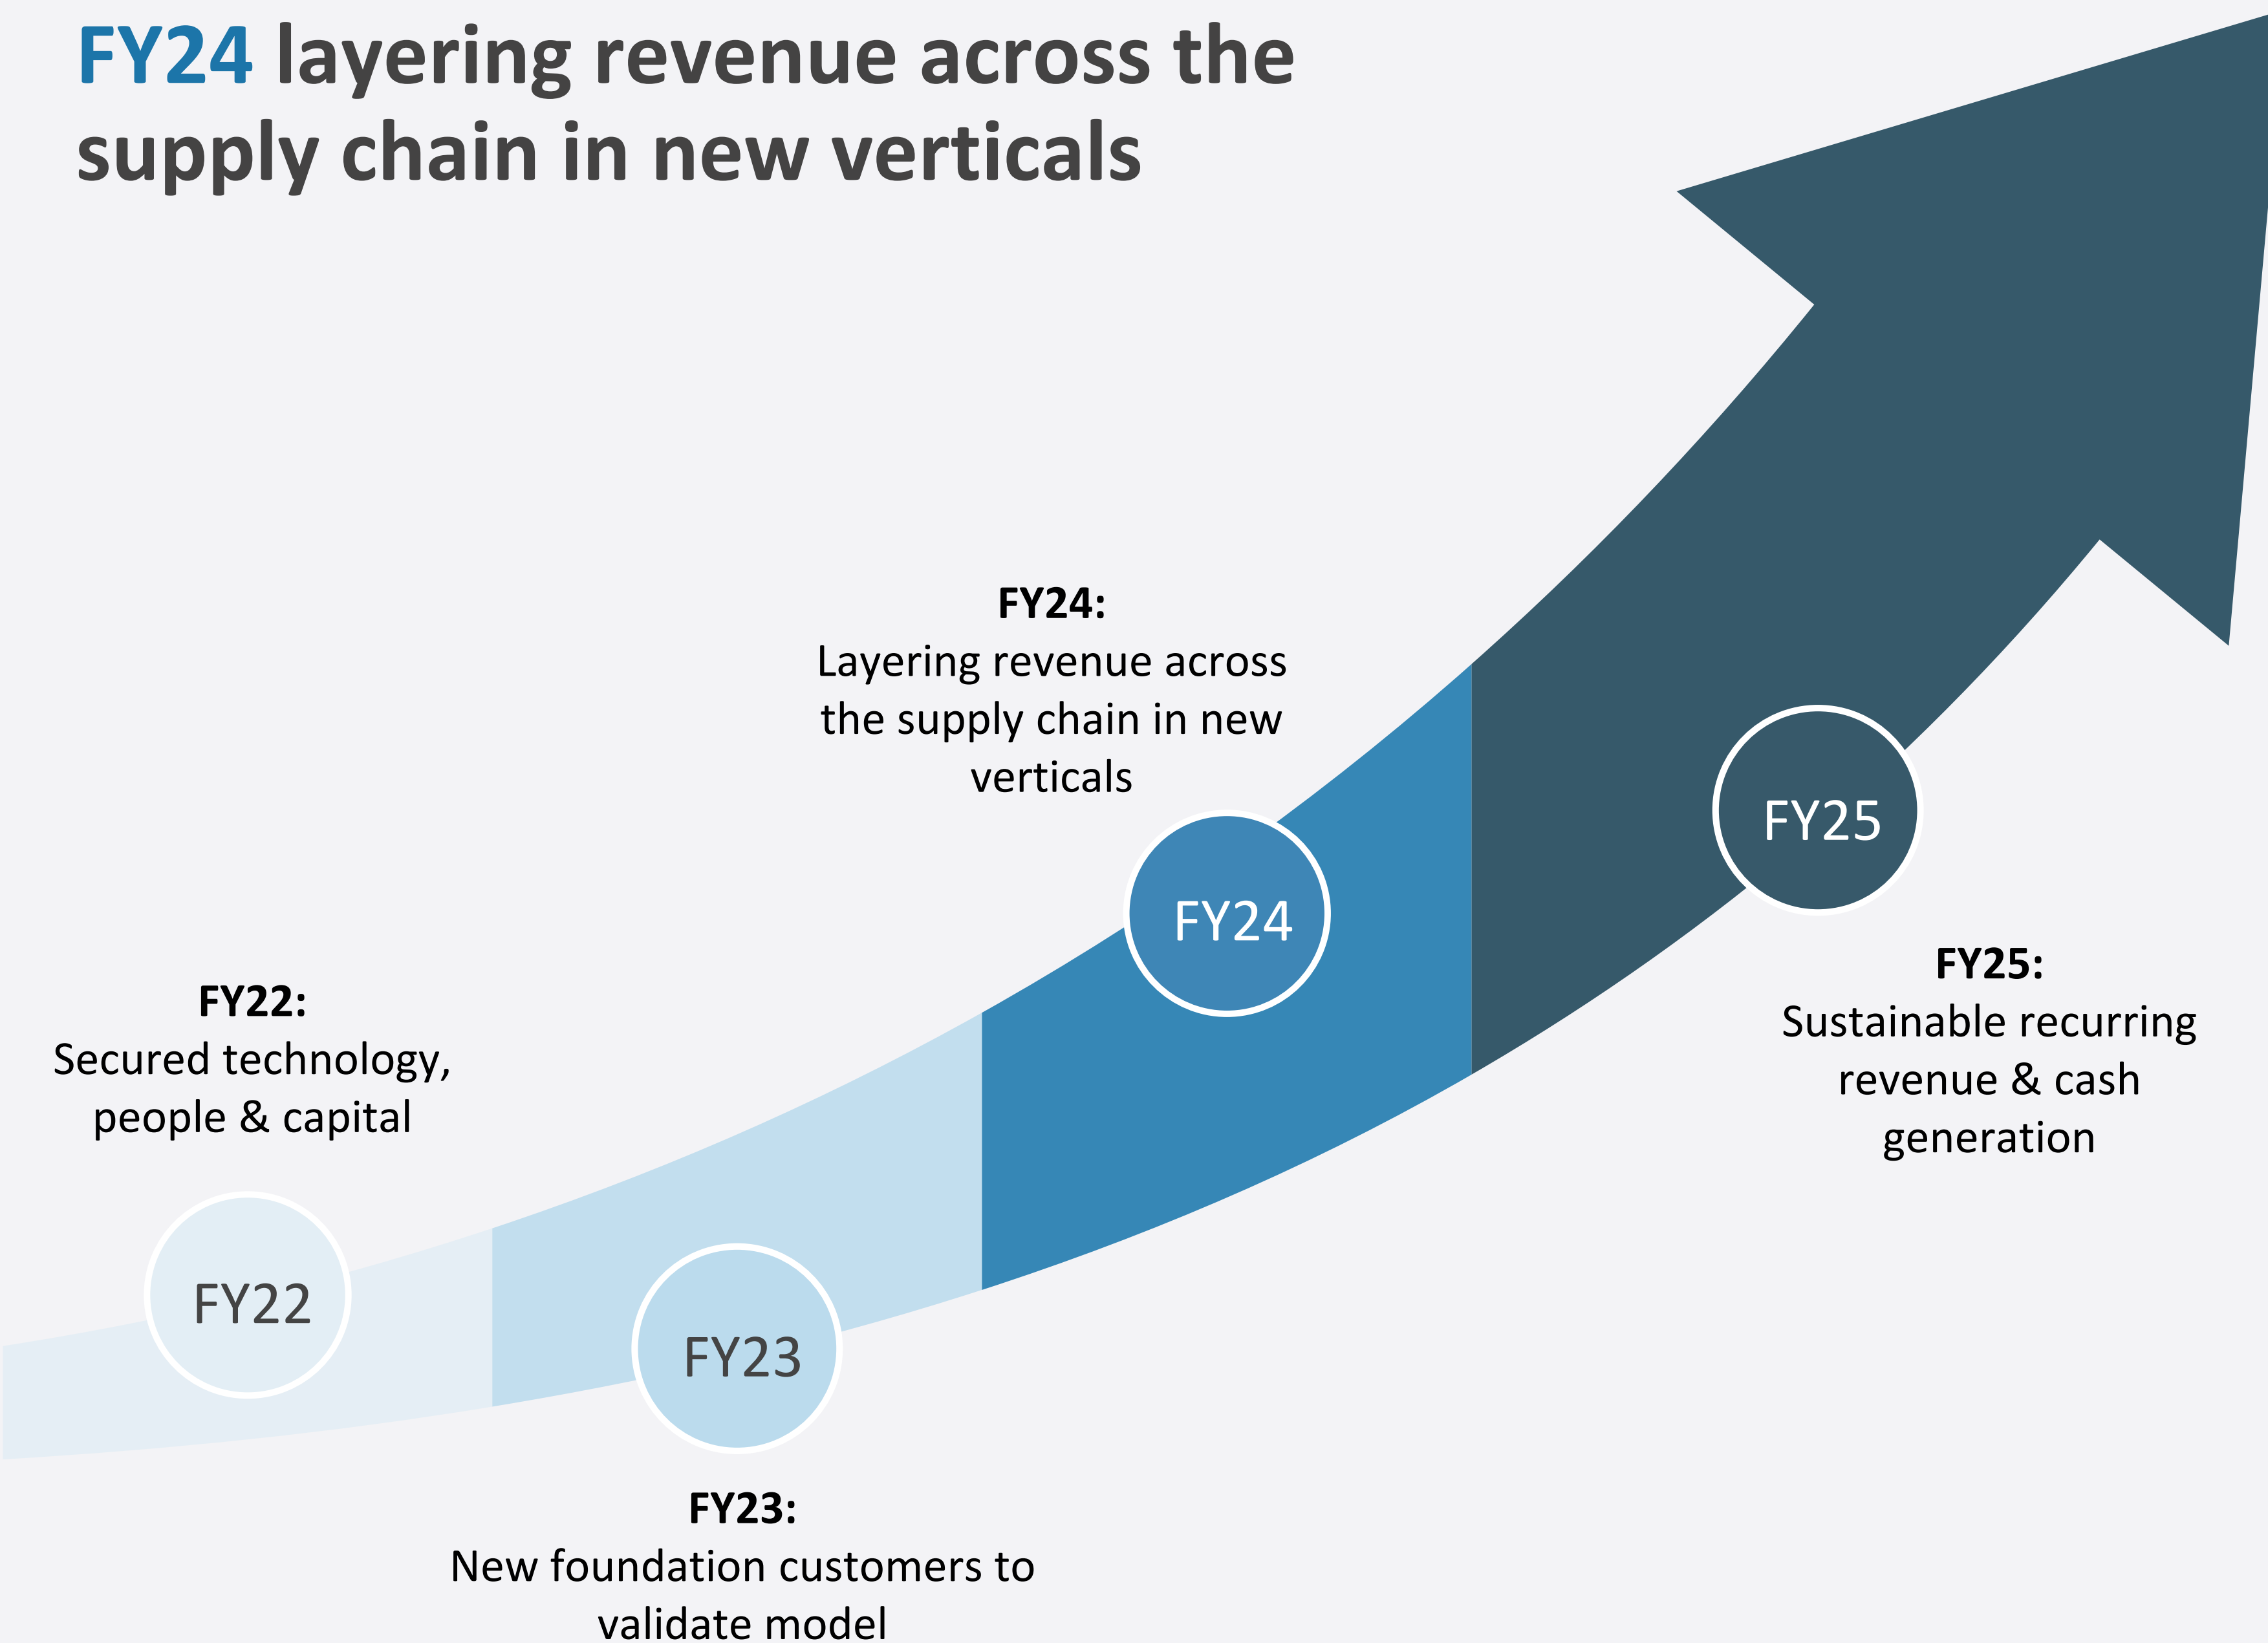 FY24 layering revenue across the
supply chain in new verticals
FY22:
Secured technology,
people & capital
FY22
FY23
FY23:
New foundation customers to
validate model
FY24:
Layering revenue across
the supply chain in new
verticals
FY24
FY25
FY25:
Sustainable recurring
revenue & cash
generation